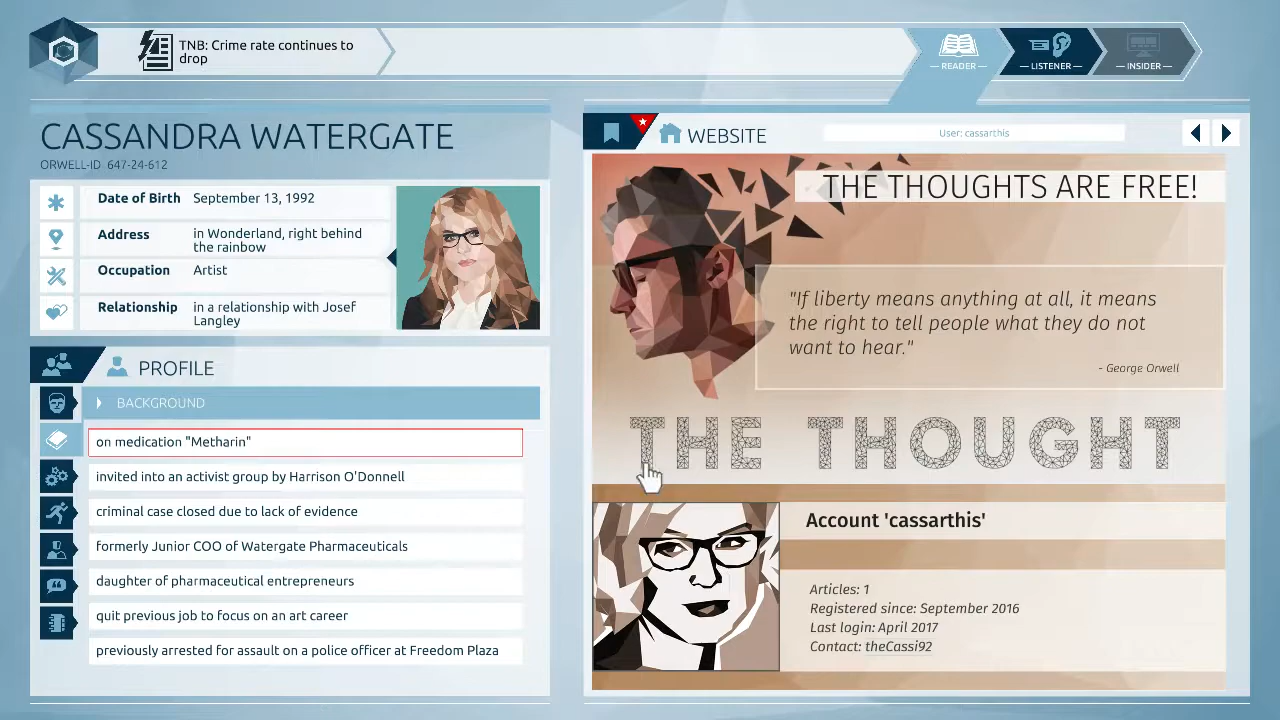 TNB: Crime rate continues to
drop
— READER —
— LISTENER —
— INSIDER —
CASSANDRA WATERGATE
ORWELL-ID 647-24-612
Date of Birth September 13, 1992
Address in Wonderland, right behind
the rainbow
Occupation Artist
Relationship in a relationship with Josef
Langley
PROFILE
BACKGROUND
on medication "Metharin"
invited into an activist group by Harrison O'Donnell
criminal case closed due to lack of evidence
formerly Junior COO of Watergate Pharmaceuticals
daughter of pharmaceutical entrepreneurs
quit previous job to focus on an art career
previously arrested for assault on a police officer at Freedom Plaza
WEBSITE
User: cassarthis
THE THOUGHTS ARE FREE!
"If liberty means anything at all, it means
the right to tell people what they do not
want to hear."
- George Orwell
THE THOUGHT
Account 'cassarthis'
Articles: 1
Registered since: September 2016
Last login: April 2017
Contact: theCassi92